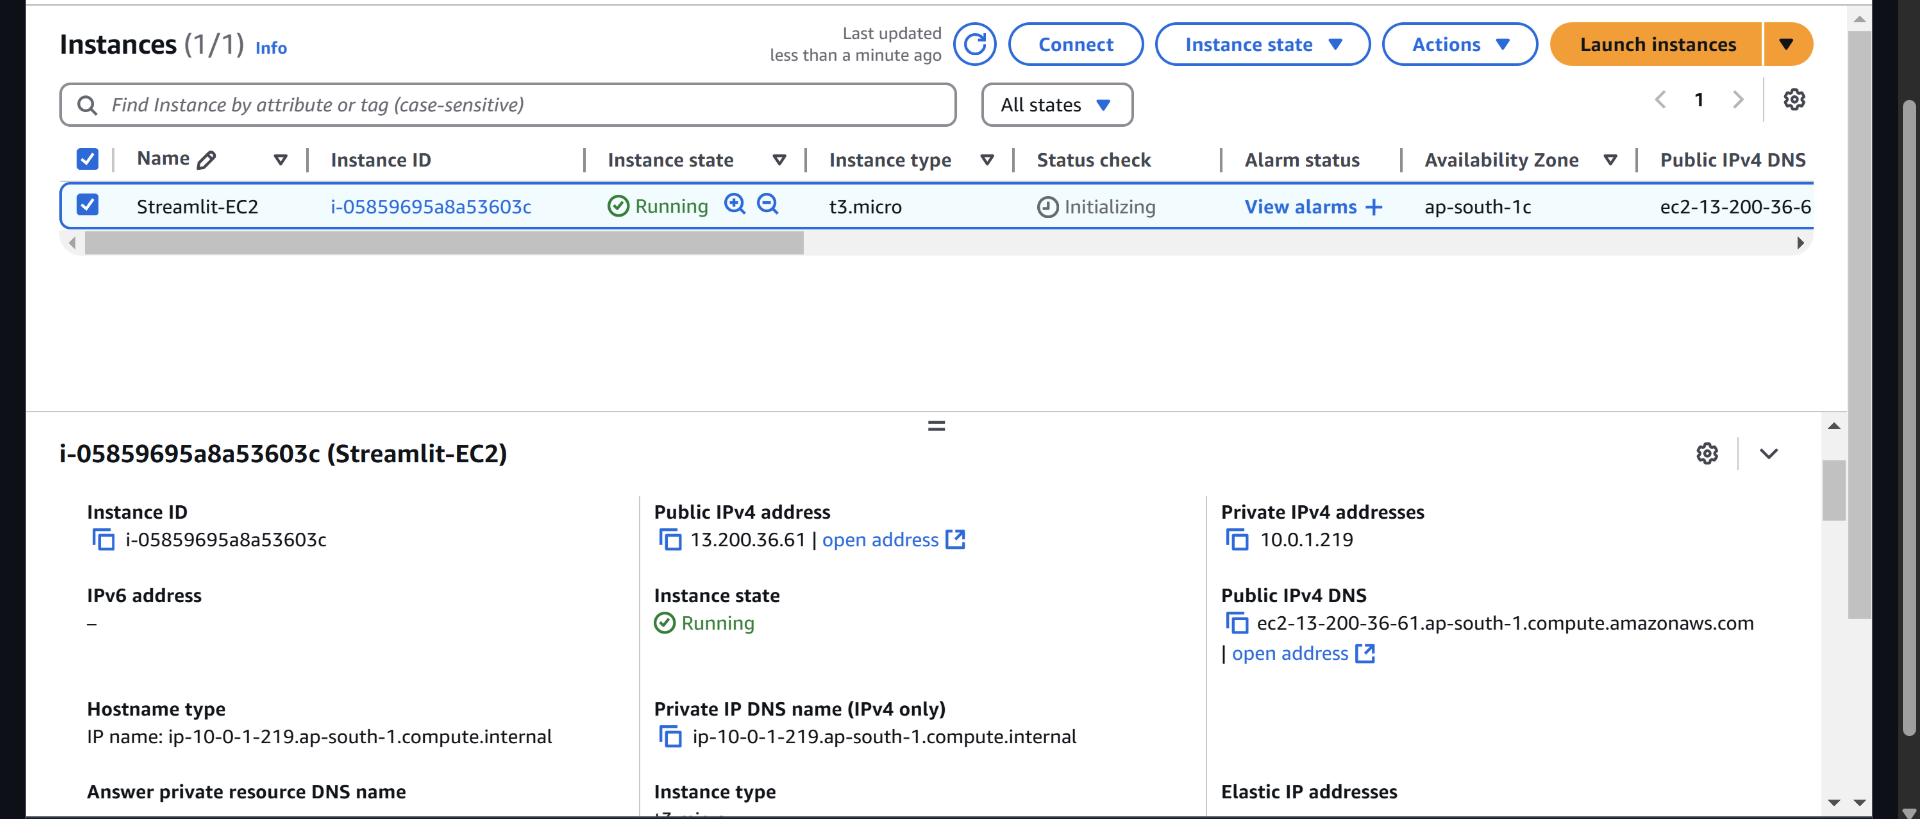 Instances (1/1) Info
Last updated
less than a minute ago
Connect
Instance state
Actions
Launch instances
Find Instance by attribute or tag (case-sensitive)
All states
1
Name
Instance ID
Instance state
Instance type
Status check
Alarm status
Availability Zone
Public IPv4 DNS
Streamlit-EC2
i-05859695a8a53603c
Running
t3.micro
Initializing
View alarms +
ap-south-1c
ec2-13-200-36-6
i-05859695a8a53603c (Streamlit-EC2)
Instance ID
i-05859695a8a53603c
Public IPv4 address
13.200.36.61 | open address
Private IPv4 addresses
10.0.1.219
IPv6 address
–
Instance state
Running
Public IPv4 DNS
ec2-13-200-36-61.ap-south-1.compute.amazonaws.com
| open address
Hostname type
IP name: ip-10-0-1-219.ap-south-1.compute.internal
Private IP DNS name (IPv4 only)
ip-10-0-1-219.ap-south-1.compute.internal
Answer private resource DNS name
Instance type
Elastic IP addresses